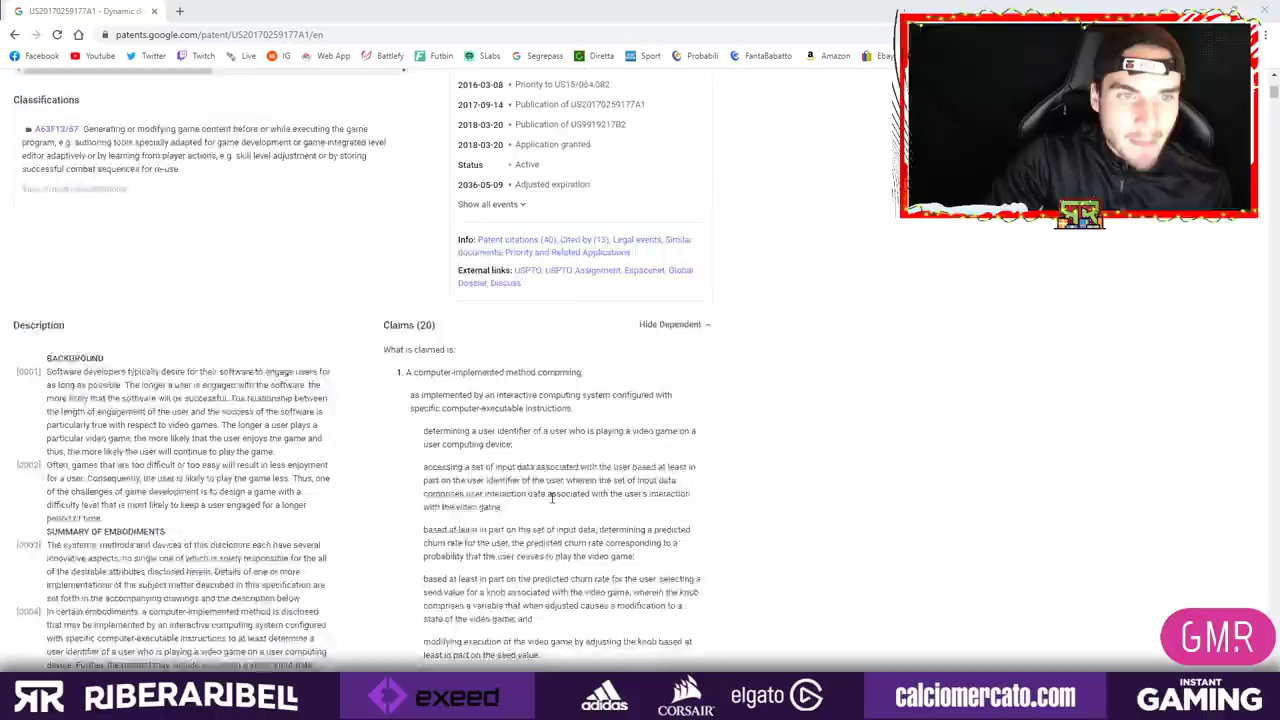 US20170259177A1 - Dynamic di
patents.google.com/patent/US20170259177A1/en
Facebook
Youtube
Twitter
Twitch
Live
IG
Web App
Battlefy
Futbin
SLabs
Segrepass
Diretta
Sport
Probabili
FantaBabatto
Amazon
Ebay
Classifications
A63F13/67 Generating or modifying game content before or while executing the game
program, e.g. authoring tools specially adapted for game development or game-integrated level
editor adaptively or by learning from player actions, e.g. skill level adjustment or by storing
successful combat sequences for re-use
2016-03-08 • Priority to US15/064,082
2017-09-14 • Publication of US20170259177A1
2018-03-20 • Publication of US9919217B2
2018-03-20 • Application granted
Status • Active
2036-05-09 • Adjusted expiration
Show all events
Info: Patent citations (40), Cited by (13), Legal events, Similar
documents, Priority and Related Applications
External links: USPTO, USPTO Assignment, Espacenet, Global
Dossier, Discuss
Description
BACKGROUND
[0001] Software developers typically desire for their software to engage users for
as long as possible. The longer a user is engaged with the software, the
more likely that the software will be successful. The relationship between
the length of engagement of the user and the success of the software is
particularly true with respect to video games. The longer a user plays a
particular video game, the more likely that the user enjoys the game and
thus, the more likely the user will continue to play the game.
[0002] Often, games that are too difficult or too easy will result in less enjoyment
for a user. Consequently, the user is likely to play the game less. Thus, one
of the challenges of game development is to design a game with a
difficulty level that is most likely to keep a user engaged for a longer
period of time.
SUMMARY OF EMBODIMENTS
[0003] The systems, methods and devices of this disclosure each have several
innovative aspects, no single one of which is solely responsible for the all
of the desirable attributes disclosed herein. Details of one or more
implementations of the subject matter described in this specification are
set forth in the accompanying drawings and the description below.
[0004] In certain embodiments, a computer-implemented method is disclosed
that may be implemented by an interactive computing system configured
with specific computer-executable instructions to at least determine a
user identifier of a user who is playing a video game on a user computing
Claims (20)
Hide Dependent
What is claimed is:
1. A computer-implemented method comprising:
as implemented by an interactive computing system configured with
specific computer-executable instructions,
determining a user identifier of a user who is playing a video game on a
user computing device;
accessing a set of input data associated with the user based at least in
part on the user identifier of the user, wherein the set of input data
comprises user interaction data associated with the user's interaction
with the video game;
based at least in part on the set of input data, determining a predicted
churn rate for the user, the predicted churn rate corresponding to a
probability that the user ceases to play the video game;
based at least in part on the predicted churn rate for the user, selecting a
seed value for a knob associated with the video game, wherein the knob
comprises a variable that when adjusted causes a modification to a
state of the video game; and
modifying execution of the video game by adjusting the knob based at
least in part on the seed value.
GMR
RR RIBERARIBELL
exeed
adidas
CORSAIR
elgato
calciomercato.com
INSTANT
GAMING